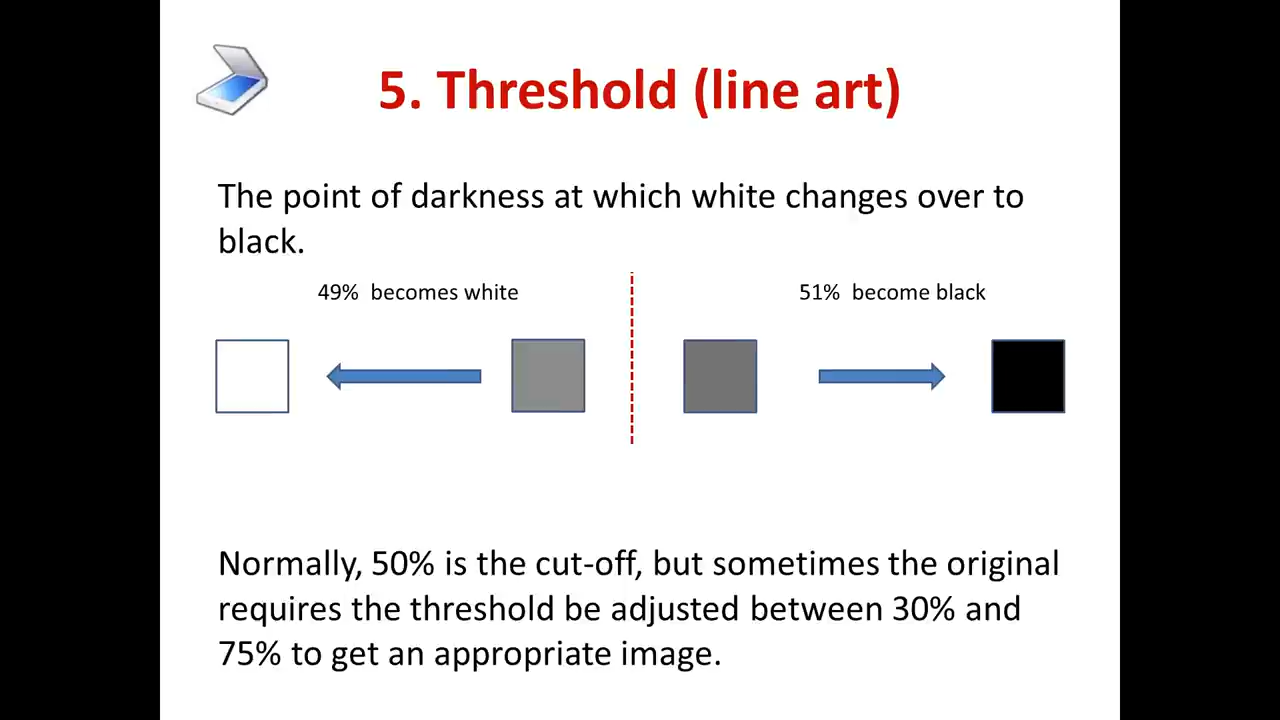 5. Threshold (line art)
The point of darkness at which white changes over to
black.
49% becomes white
51% become black
Normally, 50% is the cut-off, but sometimes the original
requires the threshold be adjusted between 30% and
75% to get an appropriate image.